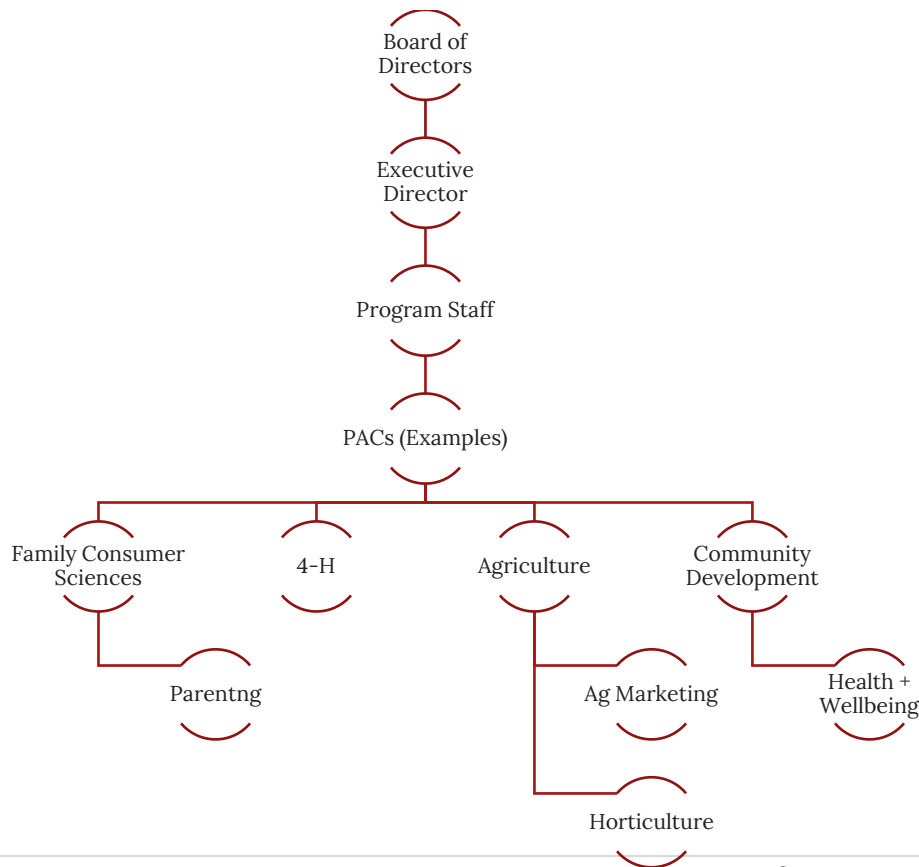 Board of
Directors
Executive
Director
Program Staff
PACs (Examples)
Family Consumer
Sciences
4-H
Agriculture
Community
Development
Parentng
Ag Marketing
Health +
Wellbeing
Horticulture